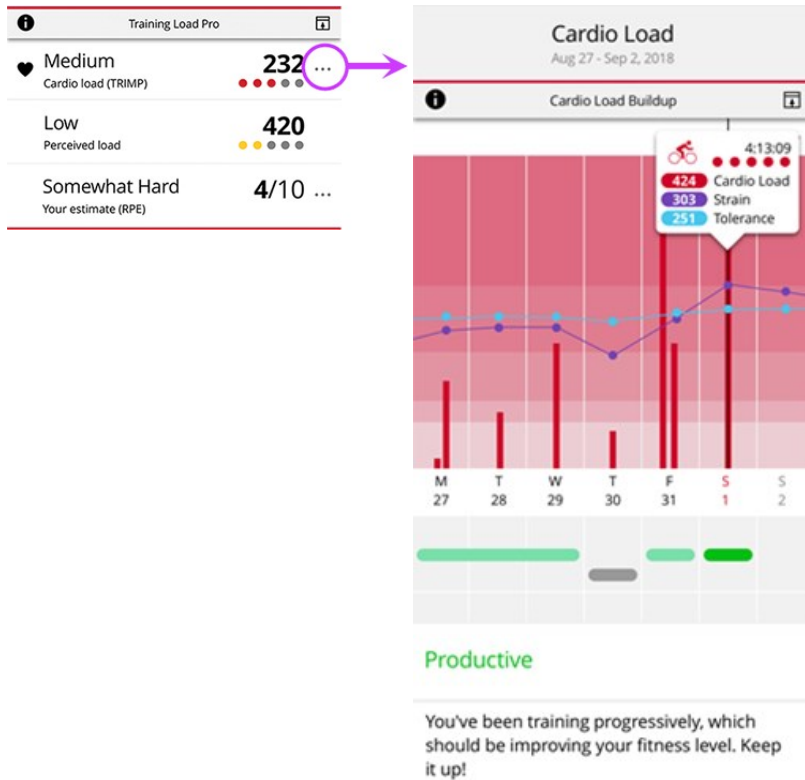 Training Load Pro
Medium 232 ...
Cardio load (TRIMP)
Low 420
Perceived load
Somewhat Hard 4/10 ...
Your estimate (RPE)
Cardio Load
Aug 27 - Sep 2, 2018
Cardio Load Buildup
4:13:09
424 Cardio Load
303 Strain
251 Tolerance
M T W T F S S
27 28 29 30 31 1 2
Productive
You've been training progressively, which
should be improving your fitness level. Keep
it up!